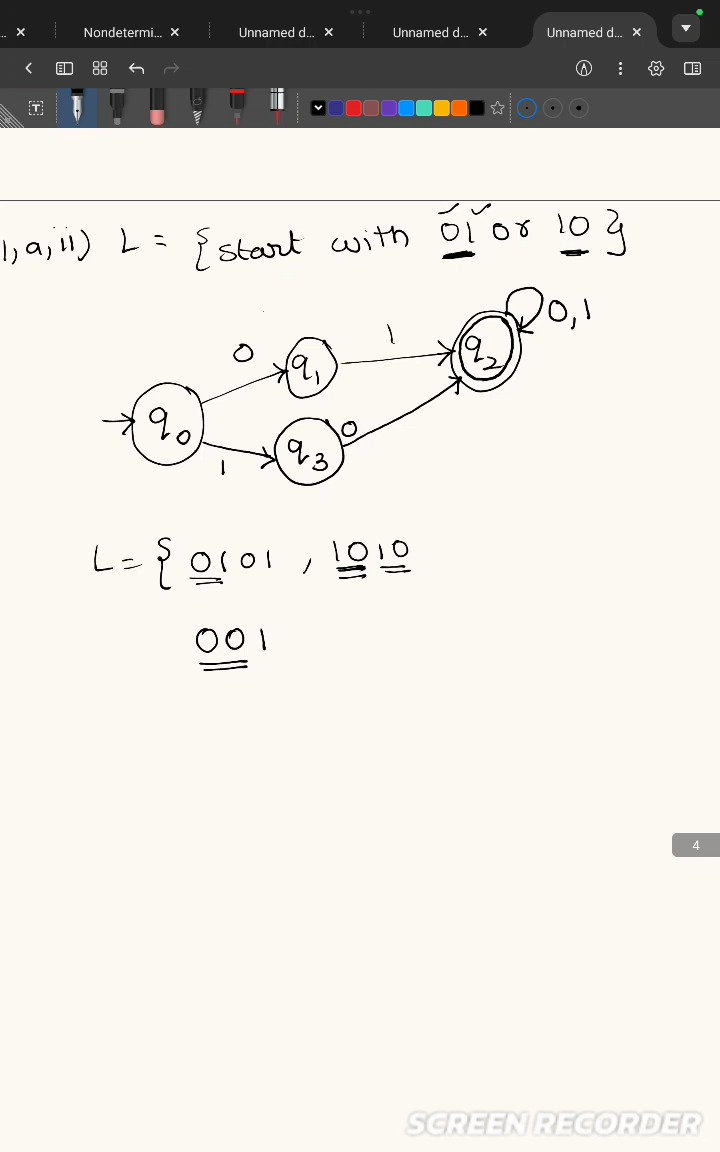 Nondetermi... × Unnamed d... × Unnamed d... × Unnamed d... ×
T
1,a,ii) L = {start with 01 or 10}
0,1
1
0
q2
q1
q0
q3
0
1
L = { 0101 , 1010
001
4
SCREEN RECORDER